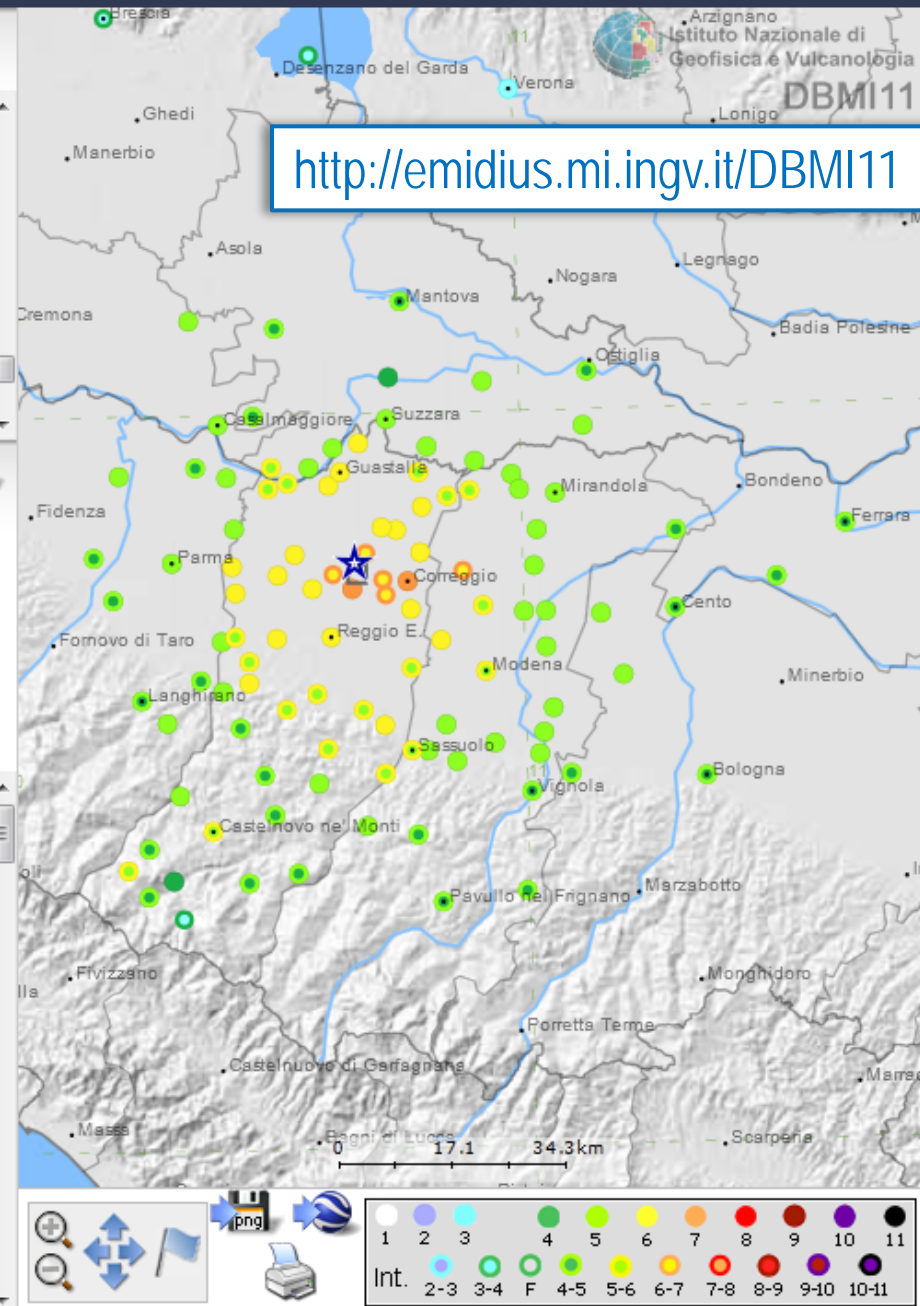 Brescia
Arzignano
Istituto Nazionale di
Geofisica e Vulcanologia
DBMI11
11
Desenzano del Garda
Verona
Ghedi
Lonigo
Manerbio
http://emidius.mi.ingv.it/DBMI11
Asola
Legnago
Nogara
Mantova
Cremona
Badia Polesine
Ostiglia
Casalmaggiore
Suzzara
Guastalla
Bondeno
Mirandola
Fidenza
Ferrara
Parma
Correggio
Cento
Reggio E.
Fornovo di Taro
Modena
Minerbio
Langhirano
Sassuolo
Bologna
11
Vignola
Castelnovo ne' Monti
Marzabotto
Pavullo nel Frignano
Fivizzano
Monghidoro
Porretta Terme
Castelnuovo di Garfagnana
Massa
Bagni di Lucca
Scarperia
0 17.1 34.3km
png
1 2 3 4 5 6 7 8 9 10 11
Int. 2-3 3-4 F 4-5 5-6 6-7 7-8 8-9 9-10 10-11